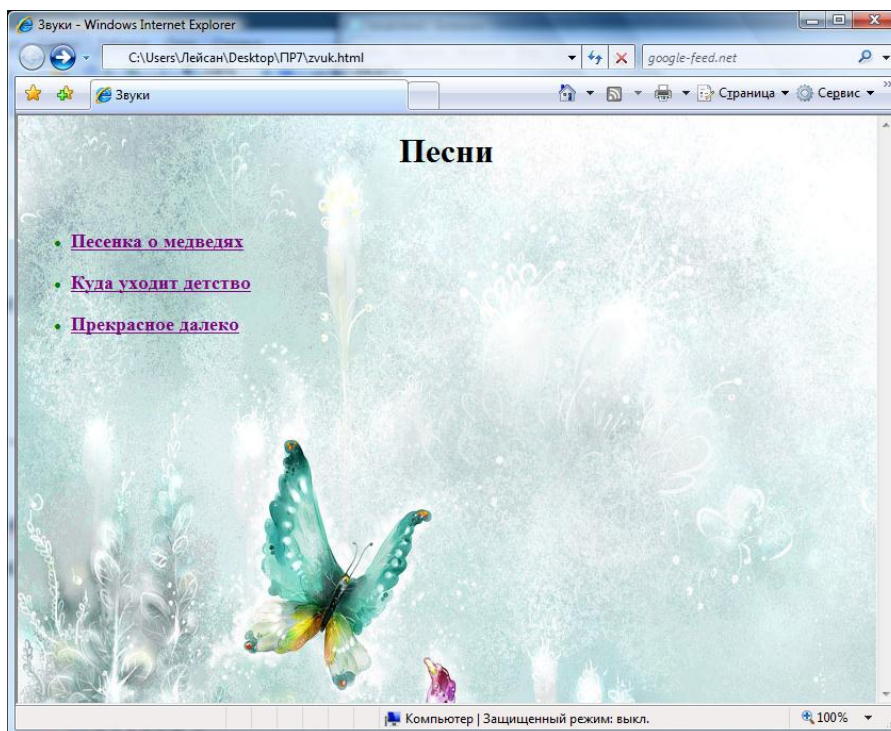 Звуки - Windows Internet Explorer
C:\Users\Лейсан\Desktop\ПР7\zvuk.html
google-feed.net
Звуки
Страница
Сервис
Песни
Песенка о медведях
Куда уходит детство
Прекрасное далеко
Компьютер | Защищенный режим: выкл.
100%